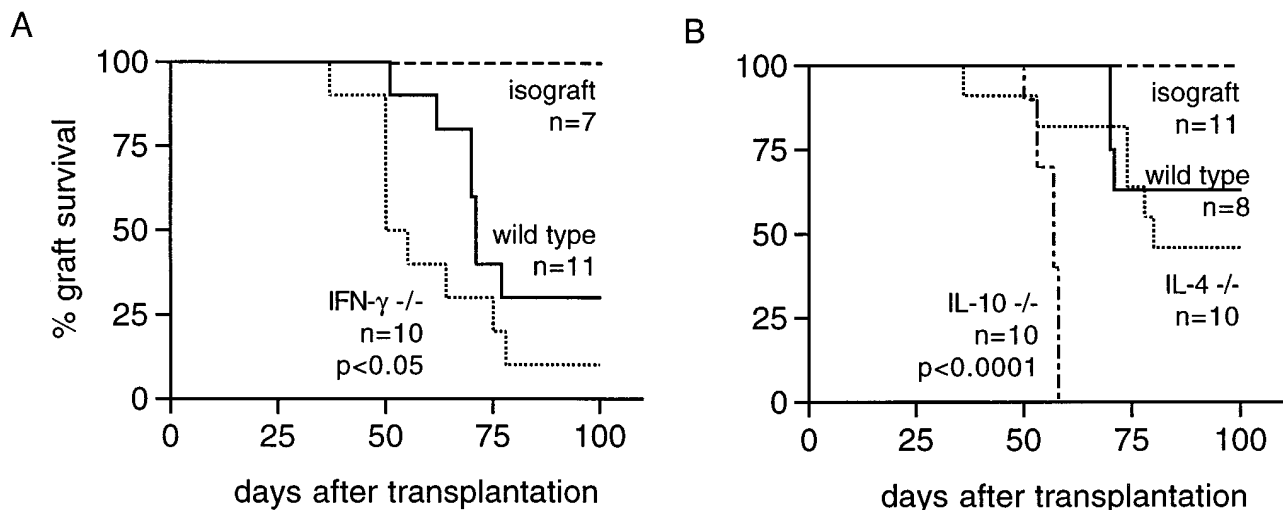 A
% graft survival
100
75
50
25
0
isograft
n=7
wild type
n=11
IFN-γ -/-
n=10
p<0.05
0 25 50 75 100
days after transplantation
B
100
75
50
25
0
isograft
n=11
wild type
n=8
IL-10 -/-
n=10
p<0.0001
IL-4 -/-
n=10
0 25 50 75 100
days after transplantation